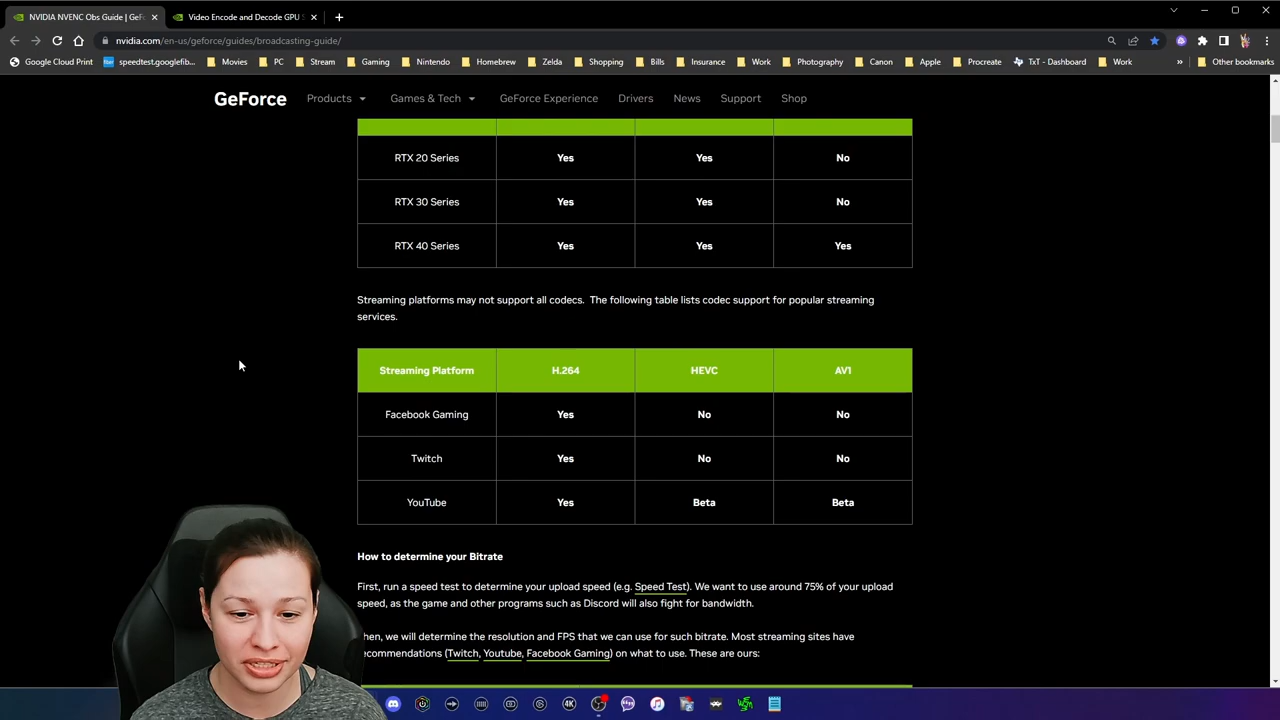 NVIDIA NVENC Obs Guide | GeF
Video Encode and Decode GPU S
nvidia.com/en-us/geforce/guides/broadcasting-guide/
Google Cloud Print
speedtest.googlefib...
Movies
PC
Stream
Gaming
Nintendo
Homebrew
Zelda
Shopping
Bills
Insurance
Work
Photography
Canon
Apple
Procreate
TxT - Dashboard
Work
»
Other bookmarks
GeForce
Products
Games & Tech
GeForce Experience
Drivers
News
Support
Shop
RTX 20 Series Yes Yes No
RTX 30 Series Yes Yes No
RTX 40 Series Yes Yes Yes
Streaming platforms may not support all codecs. The following table lists codec support for popular streaming
services.
Streaming Platform H.264 HEVC AV1
Facebook Gaming Yes No No
Twitch Yes No No
YouTube Yes Beta Beta
How to determine your Bitrate
First, run a speed test to determine your upload speed (e.g. Speed Test). We want to use around 75% of your upload
speed, as the game and other programs such as Discord will also fight for bandwidth.
hen, we will determine the resolution and FPS that we can use for such bitrate. Most streaming sites have
ecommendations (Twitch, Youtube, Facebook Gaming) on what to use. These are ours:
4K